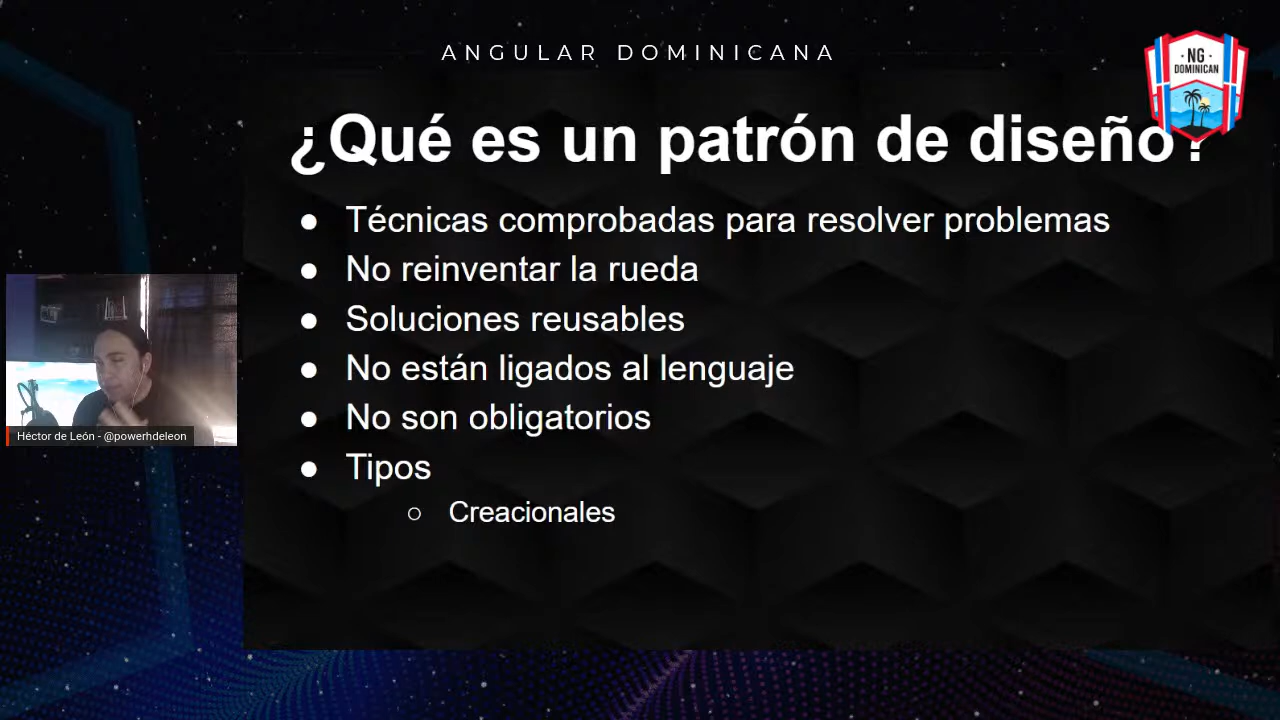 ANGULAR DOMINICANA
· NG ·
DOMINICAN
¿Qué es un patrón de diseño?
● Técnicas comprobadas para resolver problemas
● No reinventar la rueda
● Soluciones reusables
● No están ligados al lenguaje
● No son obligatorios
● Tipos
○ Creacionales
Héctor de León - @powerhdeleon